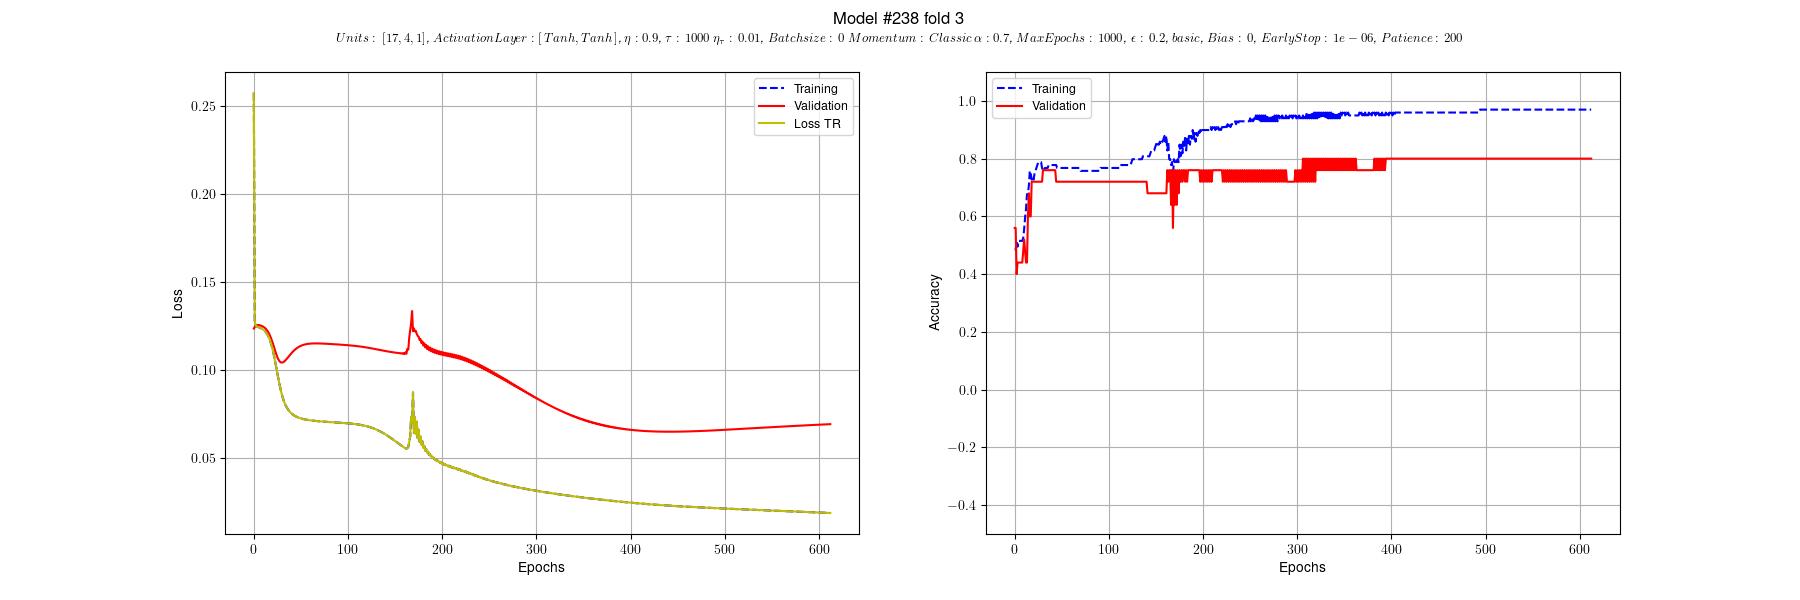 Model #238 fold 3
Units : [17, 4, 1], ActivationLayer : [Tanh, Tanh], η : 0.9, τ : 1000 η_τ : 0.01, Batchsize : 0 Momentum : Classic α : 0.7, MaxEpochs : 1000, ϵ : 0.2, basic, Bias : 0, EarlyStop : 1e − 06, Patience : 200
Training
Validation
Loss TR
0.25
0.20
0.15
0.10
0.05
Loss
0 100 200 300 400 500 600
Epochs
Training
Validation
1.0
0.8
0.6
0.4
0.2
0.0
−0.2
−0.4
Accuracy
0 100 200 300 400 500 600
Epochs